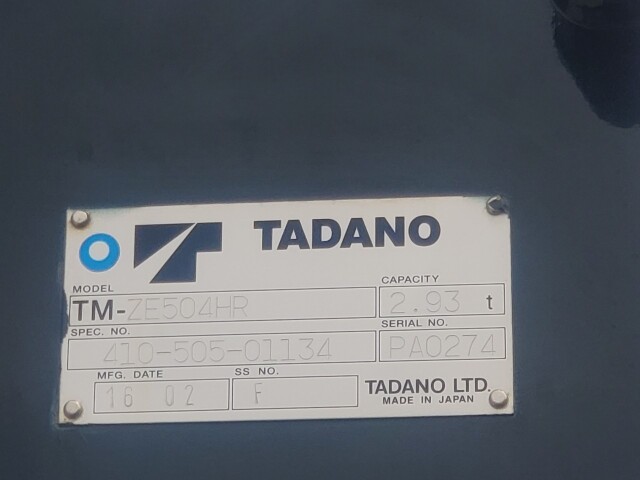 TADANO
MODEL
TM-ZE504HR
CAPACITY
2.93 t
SPEC. NO.
410-505-01134
SERIAL NO.
PA0274
MFG. DATE
16 02
SS NO.
F
TADANO LTD.
MADE IN JAPAN